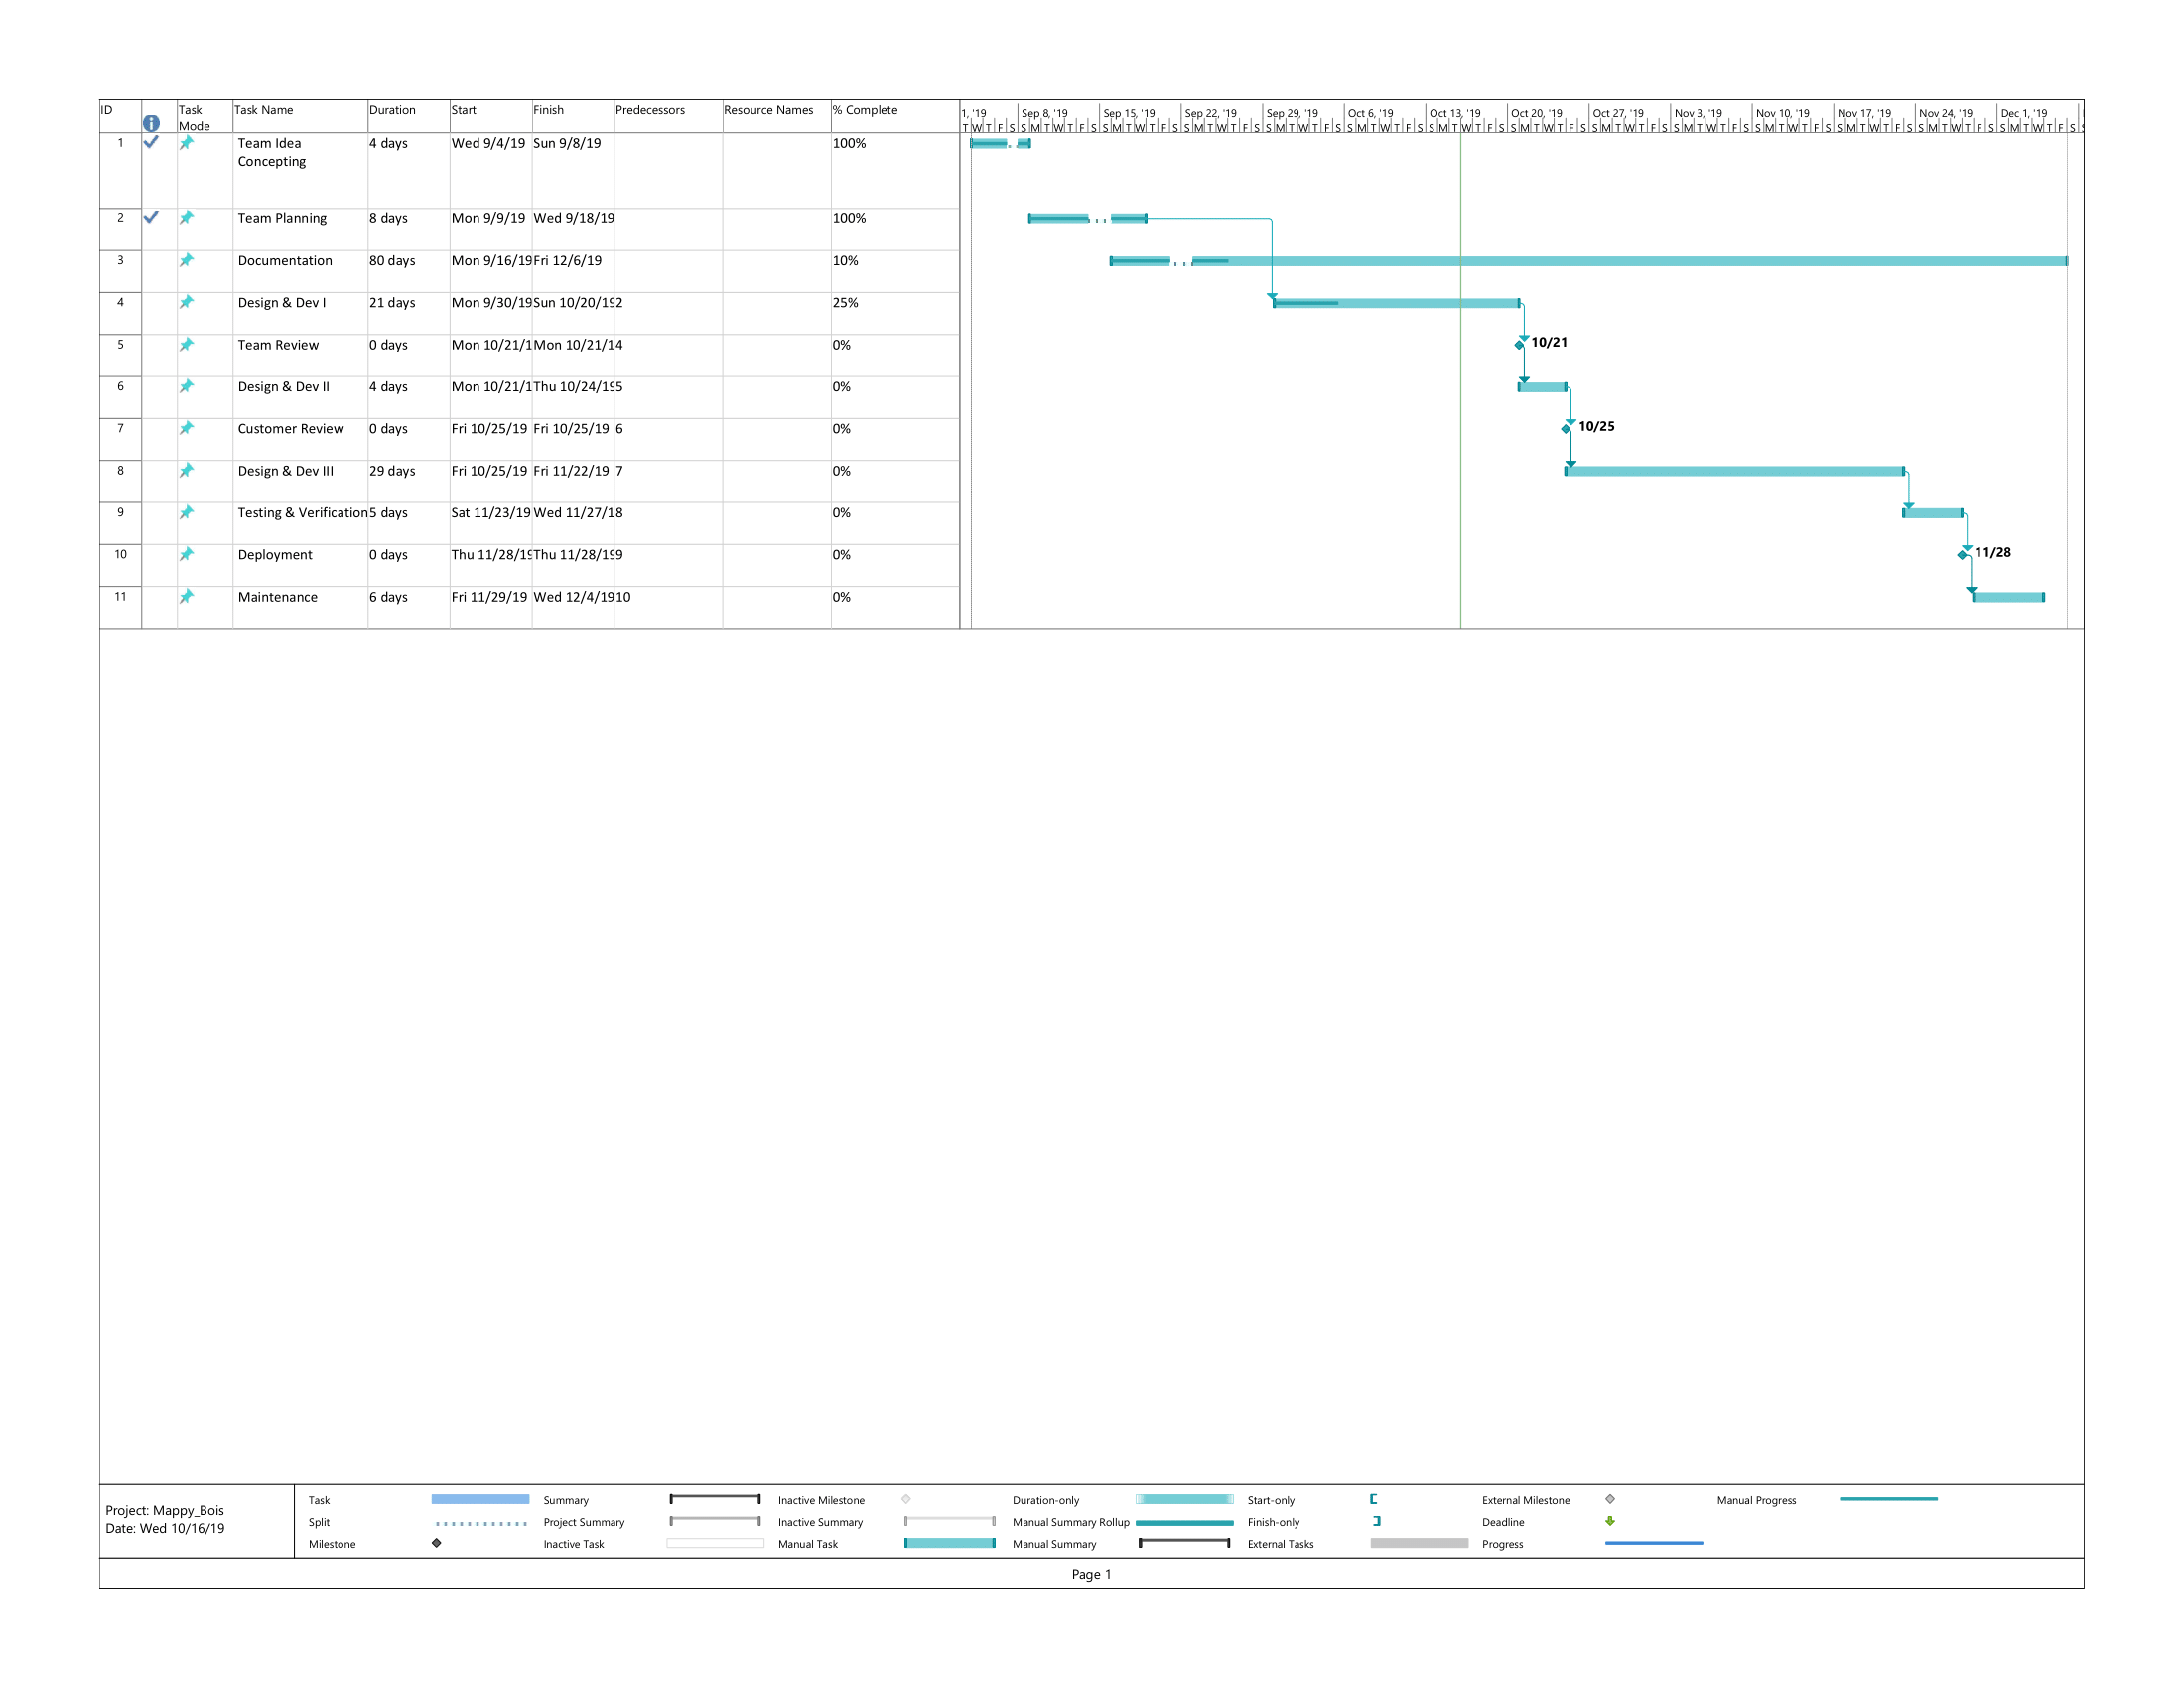 ID Task Mode Task Name Duration Start Finish Predecessors Resource Names % Complete
1, '19 Sep 8, '19 Sep 15, '19 Sep 22, '19 Sep 29, '19 Oct 6, '19 Oct 13, '19 Oct 20, '19 Oct 27, '19 Nov 3, '19 Nov 10, '19 Nov 17, '19 Nov 24, '19 Dec 1, '19
T W T F S S M T W T F S S M T W T F S S M T W T F S S M T W T F S S M T W T F S S M T W T F S S M T W T F S S M T W T F S S M T W T F S S M T W T F S S M T W T F S S M T W T F S S M T W T F S S
1 Team Idea Concepting 4 days Wed 9/4/19 Sun 9/8/19 100%
2 Team Planning 8 days Mon 9/9/19 Wed 9/18/19 100%
3 Documentation 80 days Mon 9/16/19 Fri 12/6/19 10%
4 Design & Dev I 21 days Mon 9/30/19 Sun 10/20/19 2 25%
5 Team Review 0 days Mon 10/21/1 Mon 10/21/1 4 0% 10/21
6 Design & Dev II 4 days Mon 10/21/1 Thu 10/24/19 5 0%
7 Customer Review 0 days Fri 10/25/19 Fri 10/25/19 6 0% 10/25
8 Design & Dev III 29 days Fri 10/25/19 Fri 11/22/19 7 0%
9 Testing & Verification 5 days Sat 11/23/19 Wed 11/27/1 8 0%
10 Deployment 0 days Thu 11/28/19 Thu 11/28/19 9 0% 11/28
11 Maintenance 6 days Fri 11/29/19 Wed 12/4/19 10 0%
Project: Mappy_Bois
Date: Wed 10/16/19
Task Summary Inactive Milestone Duration-only Start-only External Milestone Manual Progress
Split Project Summary Inactive Summary Manual Summary Rollup Finish-only Deadline
Milestone Inactive Task Manual Task Manual Summary External Tasks Progress
Page 1